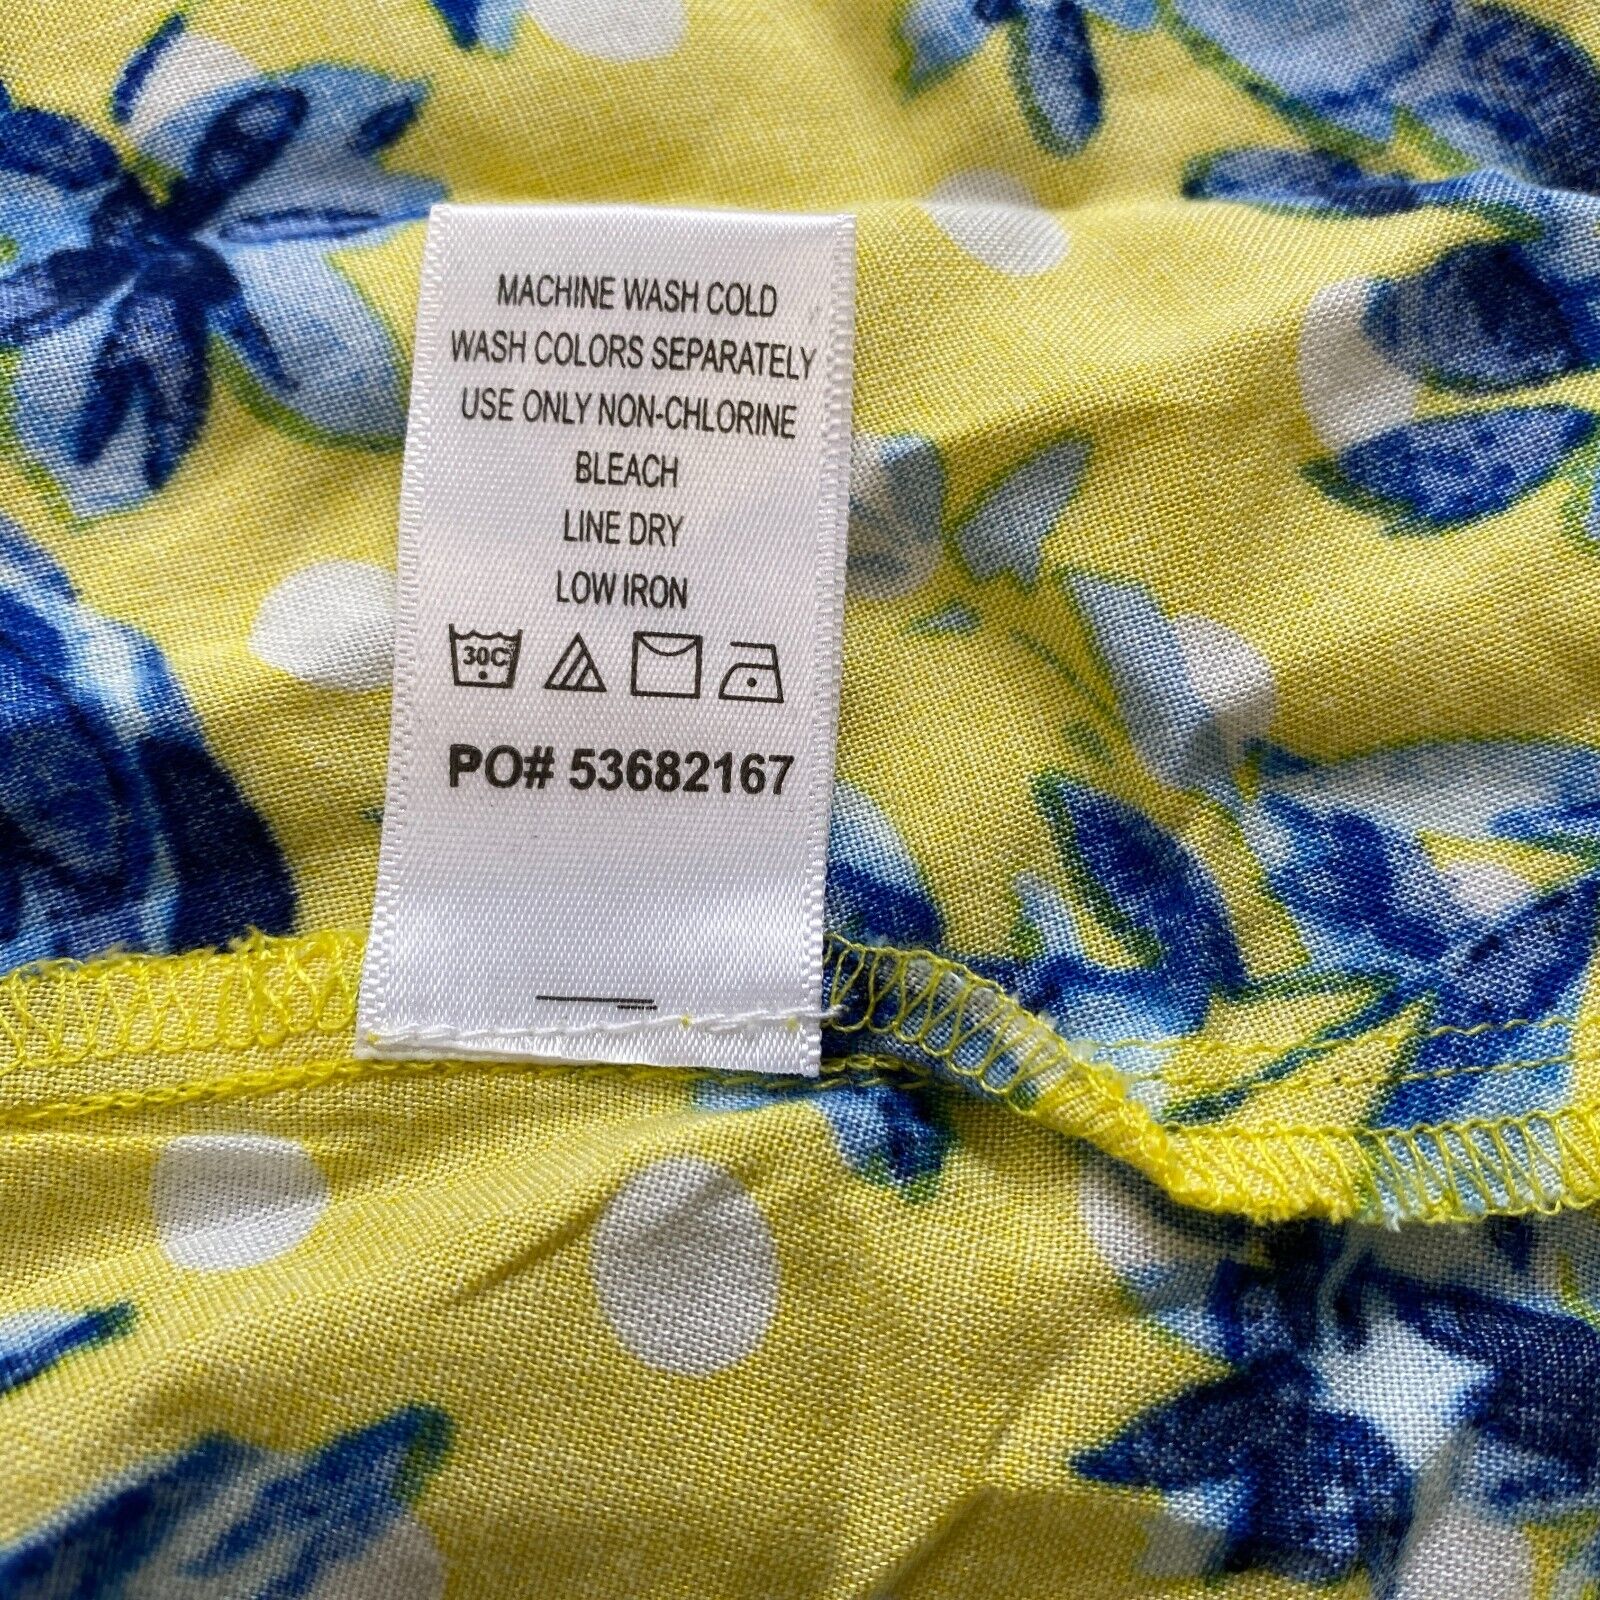 MACHINE WASH COLD
WASH COLORS SEPARATELY
USE ONLY NON-CHLORINE
BLEACH
LINE DRY
LOW IRON
30C
PO# 53682167